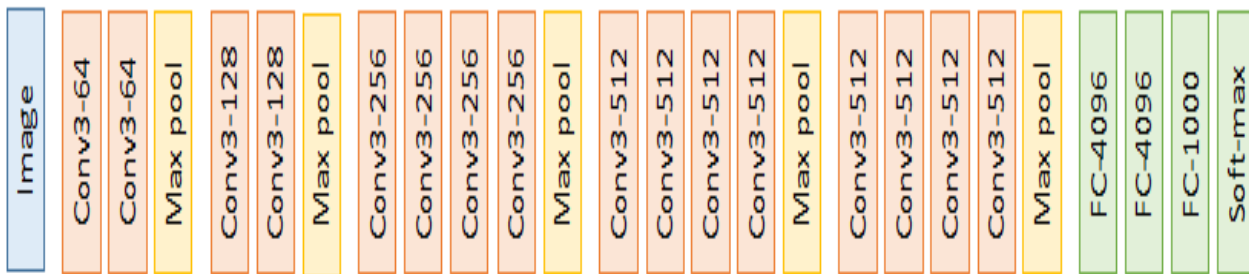 Image
Conv3-64
Conv3-64
Max pool
Conv3-128
Conv3-128
Max pool
Conv3-256
Conv3-256
Conv3-256
Conv3-256
Max pool
Conv3-512
Conv3-512
Conv3-512
Conv3-512
Max pool
Conv3-512
Conv3-512
Conv3-512
Conv3-512
Max pool
FC-4096
FC-4096
FC-1000
Soft-max